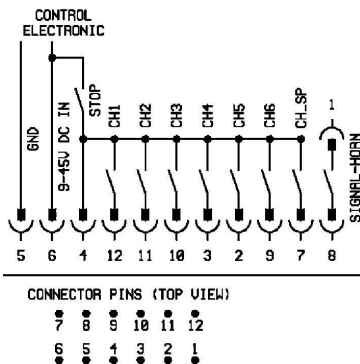 CONTROL
ELECTRONIC
GND
9-45V DC IN
STOP
CH1
CH2
CH3
CH4
CH5
CH6
CH_SP
1
SIGNAL-HORN
5 6 4 12 11 10 3 2 9 7 8
CONNECTOR PINS (TOP VIEW)
7 8 9 10 11 12
6 5 4 3 2 1